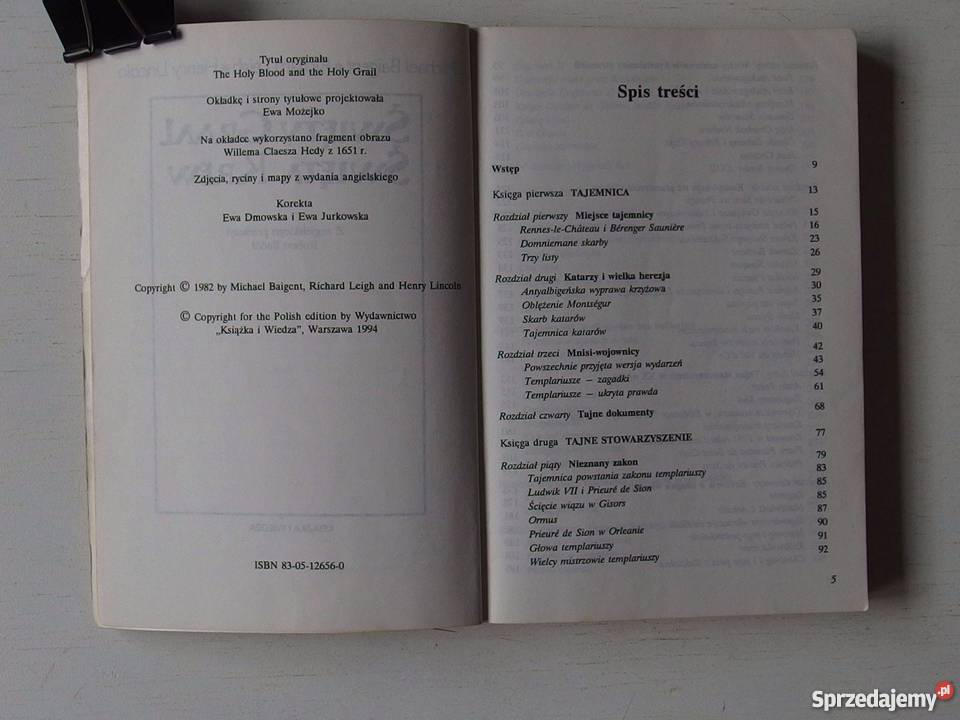 Tytuł oryginału
The Holy Blood and the Holy Grail
Okładkę i strony tytułowe projektowała
Ewa Możejko
Na okładce wykorzystano fragment obrazu
Willema Claesza Hedy z 1651 r.
Zdjęcia, ryciny i mapy z wydania angielskiego
Korekta
Ewa Dmowska i Ewa Jurkowska
Copyright © 1982 by Michael Baigent, Richard Leigh and Henry Lincoln
© Copyright for the Polish edition by Wydawnictwo
„Książka i Wiedza”, Warszawa 1994
ISBN 83-05-12656-0
Spis treści
Wstęp 9
Księga pierwsza TAJEMNICA 13
Rozdział pierwszy Miejsce tajemnicy 15
Rennes-le-Château i Bérenger Saunière 16
Domniemane skarby 23
Trzy listy 26
Rozdział drugi Katarzy i wielka herezja 29
Antyalbigeńska wyprawa krzyżowa 30
Oblężenie Montségur 35
Skarb katarów 37
Tajemnica katarów 40
Rozdział trzeci Mnisi-wojownicy 42
Powszechnie przyjęta wersja wydarzeń 43
Templariusze – zagadki 54
Templariusze – ukryta prawda 61
Rozdział czwarty Tajne dokumenty 68
Księga druga TAJNE STOWARZYSZENIE 77
Rozdział piąty Nieznany zakon 79
Tajemnica powstania zakonu templariuszy 83
Ludwik VII i Prieuré de Sion 85
Ścięcie wiązu w Gisors 85
Ormus 87
Prieuré de Sion w Orleanie 90
Głowa templariuszy 91
Wielcy mistrzowie templariuszy 92
5
Sprzedajemy.pl